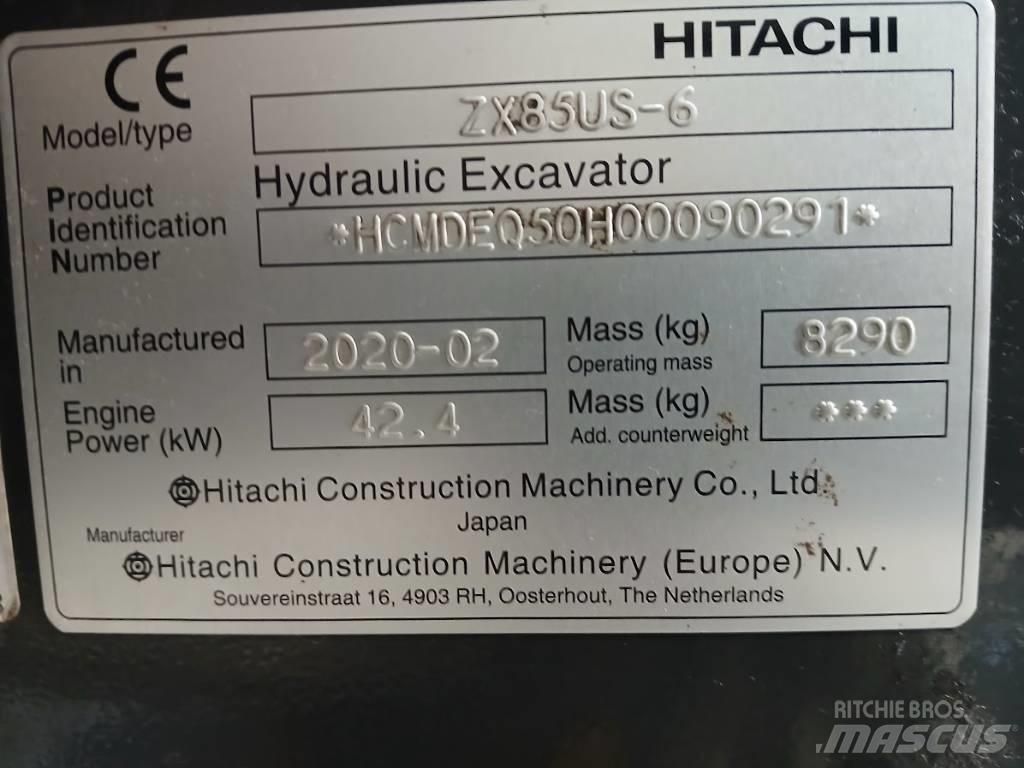 CE HITACHI
Model/type ZX85US-6
Hydraulic Excavator
Product
Identification *HCMDEQ50H00090291*
Number
Manufactured 2020-02 Mass (kg) 8290
in Operating mass
Engine 42.4 Mass (kg) ***
Power (kW) Add. counterweight
Hitachi Construction Machinery Co., Ltd.
Japan
Manufacturer
Hitachi Construction Machinery (Europe) N.V.
Souvereinstraat 16, 4903 RH, Oosterhout, The Netherlands
RITCHIE BROS.
.MASCUS